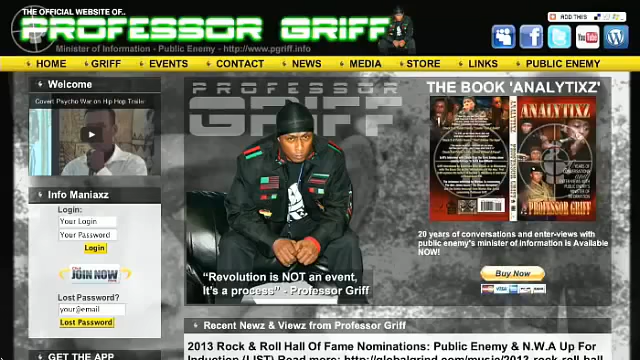 THE OFFICIAL WEBSITE OF..
PROFESSOR GRIFF
Minister of Information - Public Enemy - http://www.pgriff.info
ADD THIS
HOME GRIFF EVENTS CONTACT NEWS MEDIA STORE LINKS PUBLIC ENEMY
Welcome
Covert Psycho War on Hip Hop Trailer
Info Maniaxz
Login:
Your Login
Your Password
Login
JOIN NOW
Lost Password?
your@email
Lost Password
GET THE APP
PROFESSOR
GRIFF
“Revolution is NOT an event,
It's a process” - Professor Griff
THE BOOK 'ANALYTIXZ'
ANALYTIXZ
PROFESSOR GRIFF
20 years of conversations and enter-views with
public enemy's minister of information is Available
NOW!
Buy Now
VISA
Recent Newz & Viewz from Professor Griff
2013 Rock & Roll Hall Of Fame Nominations: Public Enemy & N.W.A Up For
Induction (LIST) Read more: http://globalgrind.com/music/2013-rock-roll-hall-